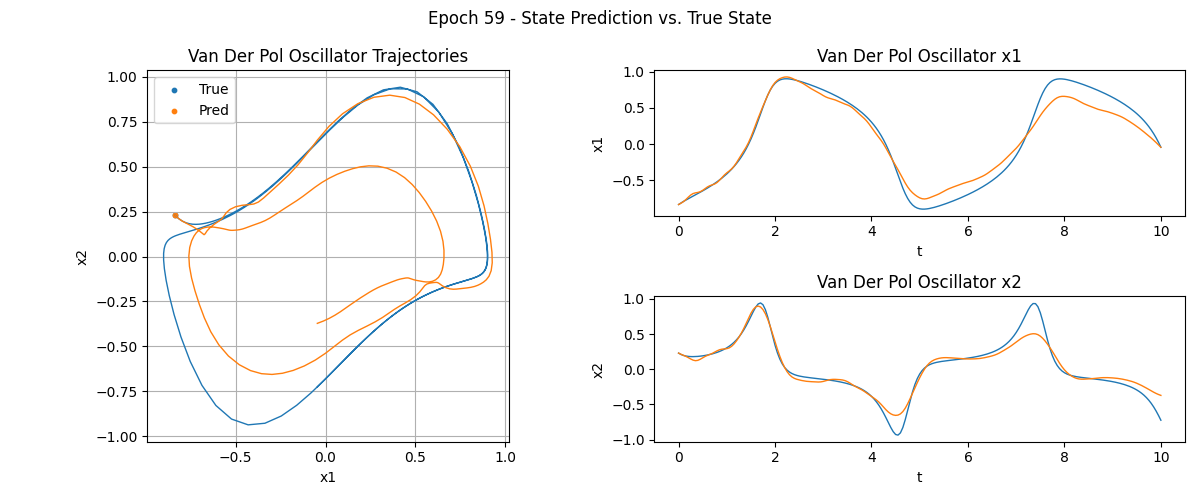 Epoch 59 - State Prediction vs. True State
Van Der Pol Oscillator Trajectories
True
Pred
1.00
0.75
0.50
0.25
0.00
−0.25
−0.50
−0.75
−1.00
x2
−0.5
0.0
0.5
1.0
x1
Van Der Pol Oscillator x1
1.0
0.5
0.0
−0.5
x1
0
2
4
6
8
10
t
Van Der Pol Oscillator x2
1.0
0.5
0.0
−0.5
−1.0
x2
0
2
4
6
8
10
t